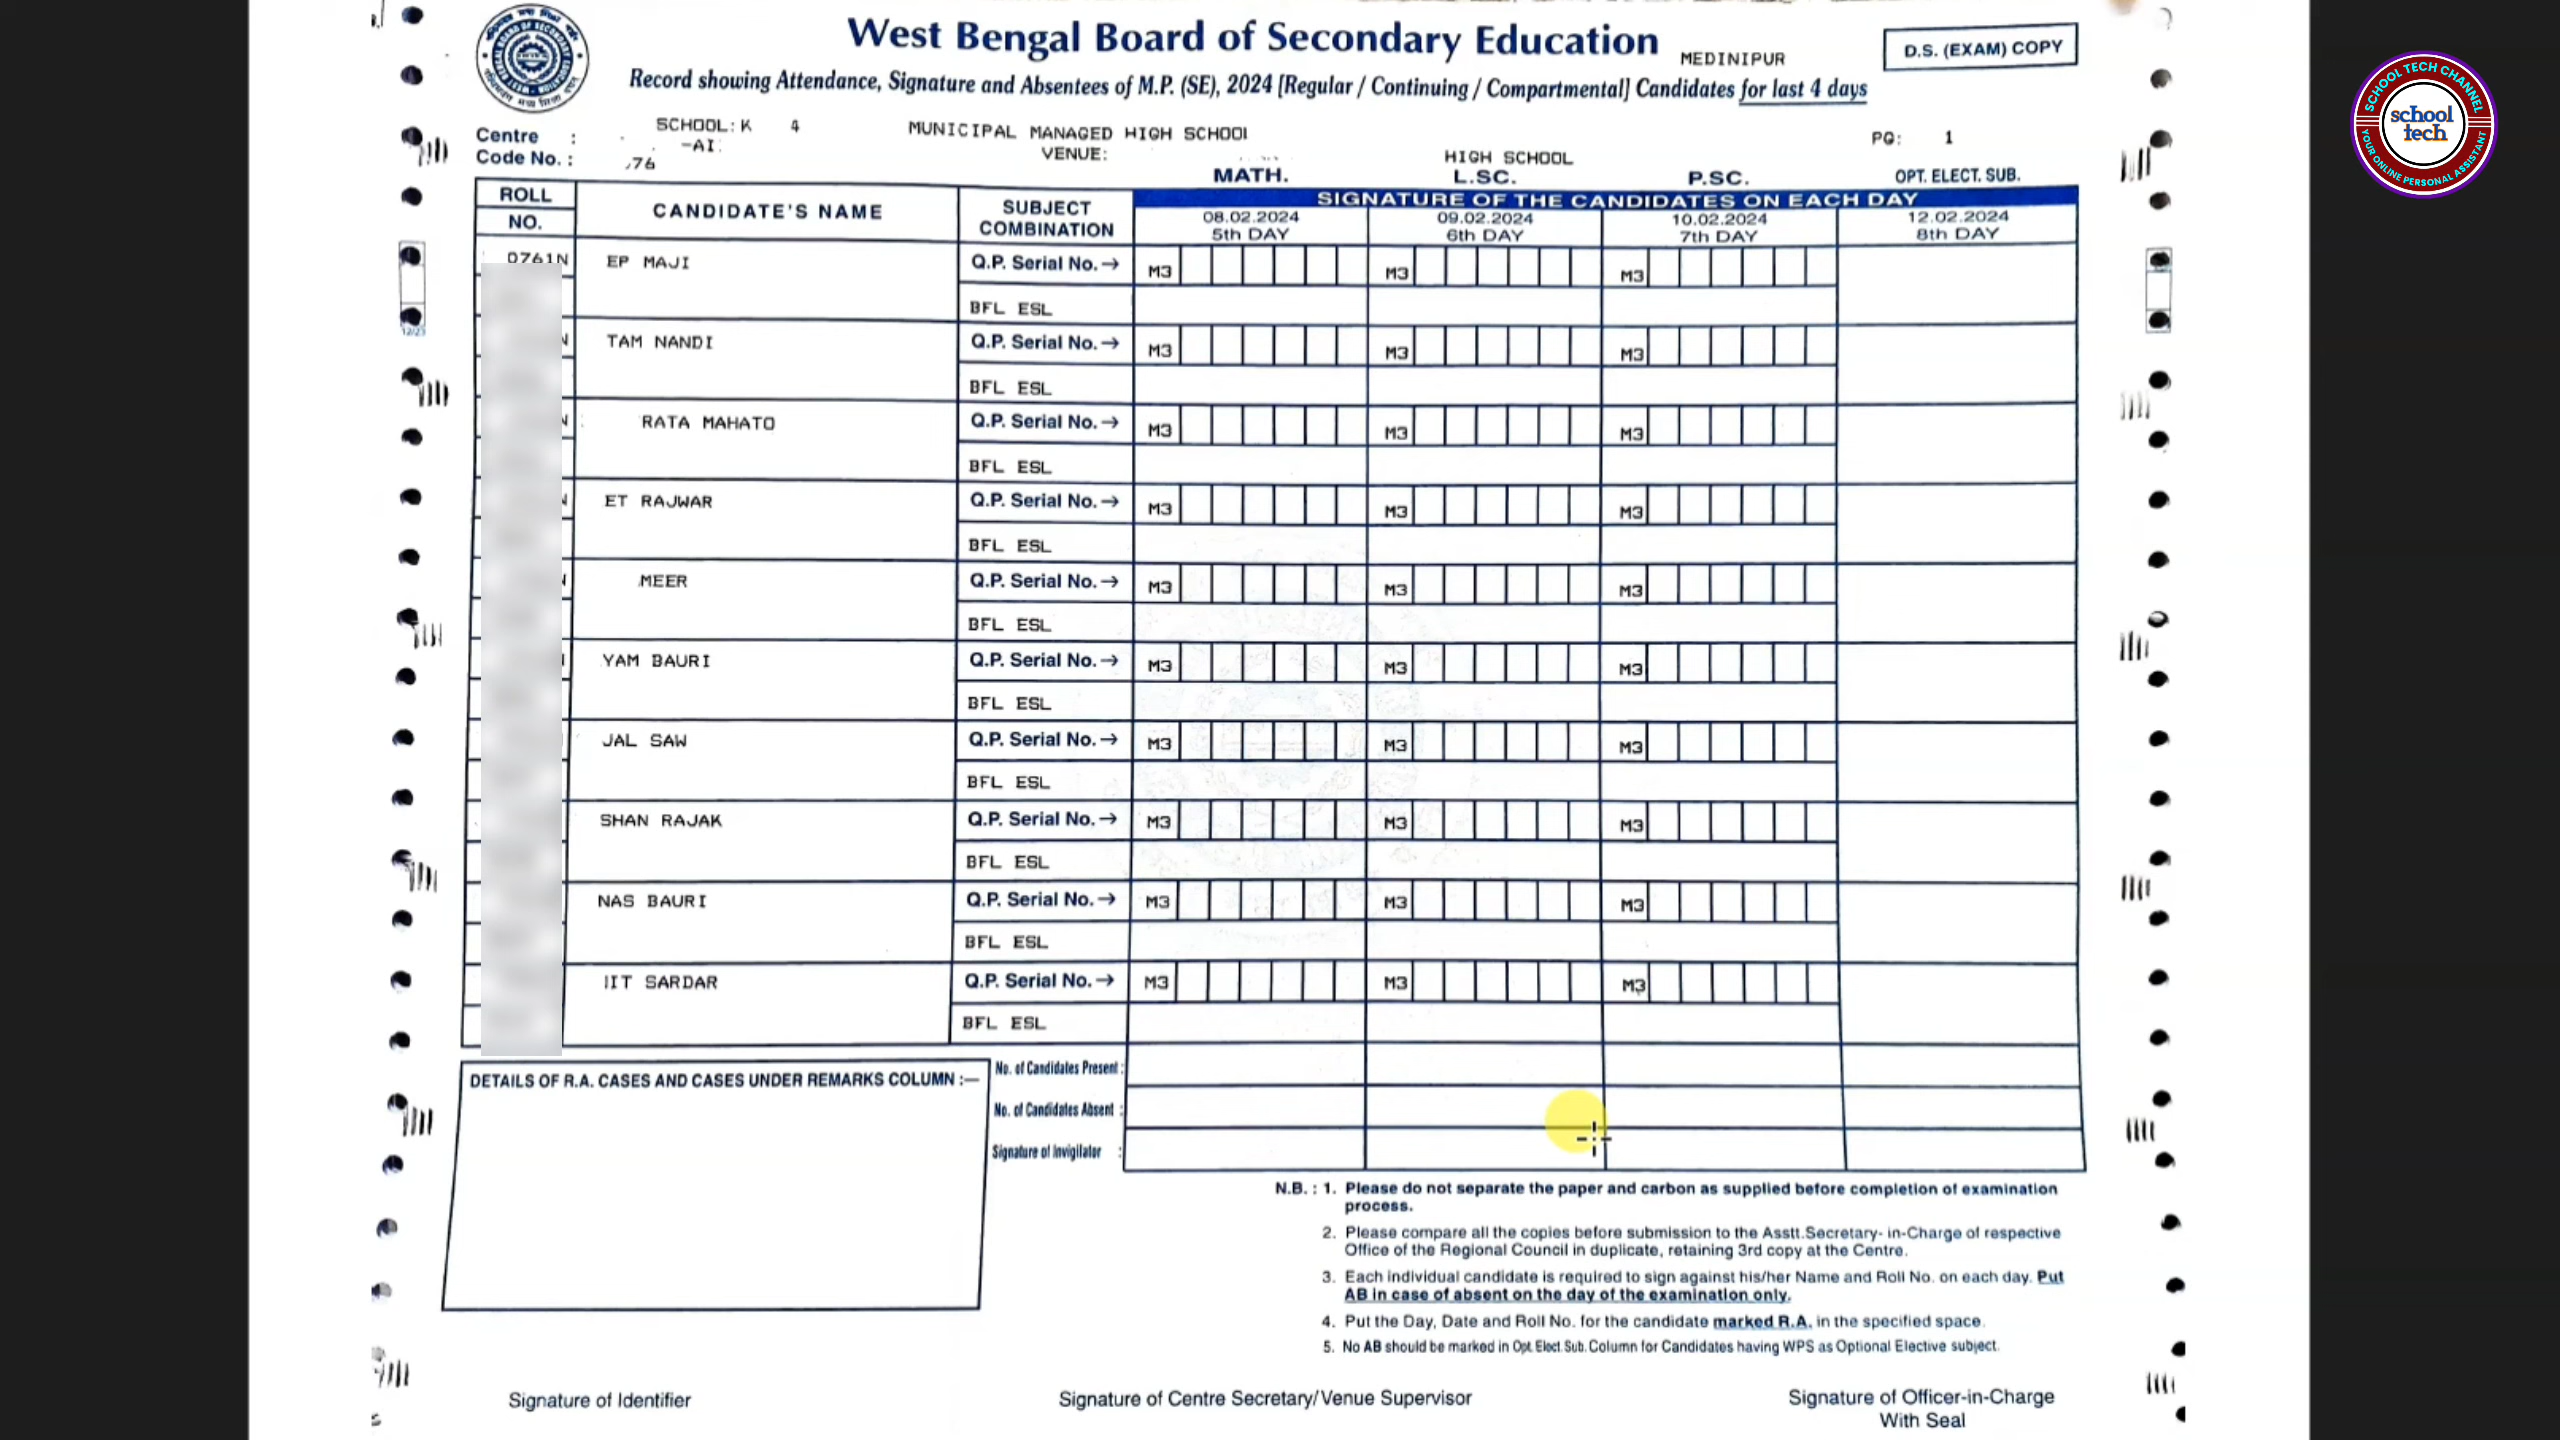 West Bengal Board of Secondary Education
MEDINIPUR
D.S. (EXAM) COPY
Record showing Attendance, Signature and Absentees of M.P. (SE), 2024 [Regular / Continuing / Compartmental] Candidates for last 4 days
SCHOOL TECH CHANNEL
school
tech
YOUR ONLINE PERSONAL ASSISTANT
Centre :
Code No. :
SCHOOL: K 4 MUNICIPAL MANAGED HIGH SCHOOL
-AI
76
VENUE: HIGH SCHOOL
PG: 1
MATH. L.SC. P.SC. OPT. ELECT. SUB.
ROLL
NO.
CANDIDATE'S NAME
SUBJECT
COMBINATION
SIGNATURE OF THE CANDIDATES ON EACH DAY
08.02.2024 09.02.2024 10.02.2024 12.02.2024
5th DAY 6th DAY 7th DAY 8th DAY
0761N EP MAJI Q.P. Serial No.→ M3 M3 M3
BFL ESL
N TAM NANDI Q.P. Serial No.→ M3 M3 M3
BFL ESL
N RATA MAHATO Q.P. Serial No.→ M3 M3 M3
BFL ESL
N ET RAJWAR Q.P. Serial No.→ M3 M3 M3
BFL ESL
MEER Q.P. Serial No.→ M3 M3 M3
BFL ESL
YAM BAURI Q.P. Serial No.→ M3 M3 M3
BFL ESL
JAL SAW Q.P. Serial No.→ M3 M3 M3
BFL ESL
SHAN RAJAK Q.P. Serial No.→ M3 M3 M3
BFL ESL
NAS BAURI Q.P. Serial No.→ M3 M3 M3
BFL ESL
IIT SARDAR Q.P. Serial No.→ M3 M3 M3
BFL ESL
DETAILS OF R.A. CASES AND CASES UNDER REMARKS COLUMN :—
No. of Candidates Present :
No. of Candidates Absent :
Signature of Invigilator :
N.B. : 1. Please do not separate the paper and carbon as supplied before completion of examination
process.
2. Please compare all the copies before submission to the Asstt.Secretary- in-Charge of respective
Office of the Regional Council in duplicate, retaining 3rd copy at the Centre.
3. Each individual candidate is required to sign against his/her Name and Roll No. on each day. Put
AB in case of absent on the day of the examination only.
4. Put the Day, Date and Roll No. for the candidate marked R.A. in the specified space.
5. No AB should be marked in Opt. Elect. Sub. Column for Candidates having WPS as Optional Elective subject.
Signature of Identifier
Signature of Centre Secretary/Venue Supervisor
Signature of Officer-in-Charge
With Seal